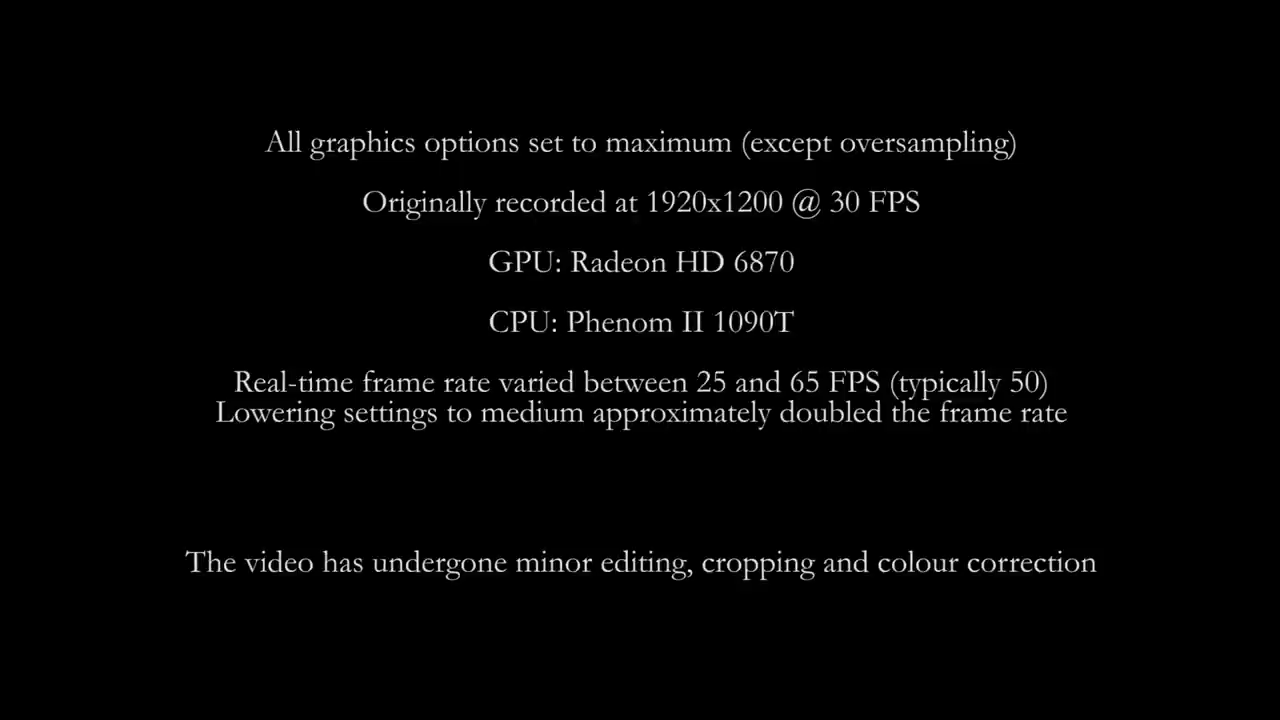 All graphics options set to maximum (except oversampling)
Originally recorded at 1920x1200 @ 30 FPS
GPU: Radeon HD 6870
CPU: Phenom II 1090T
Real-time frame rate varied between 25 and 65 FPS (typically 50)
Lowering settings to medium approximately doubled the frame rate
The video has undergone minor editing, cropping and colour correction